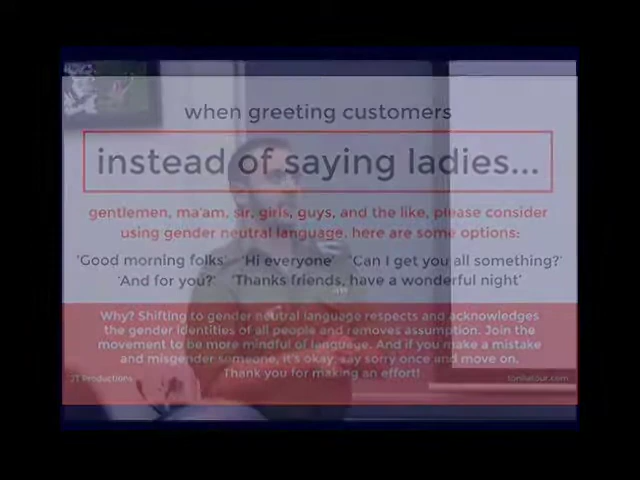 when greeting customers
instead of saying ladies...
gentlemen, ma'am, sir, girls, guys, and the like, please consider
using gender neutral language. here are some options:
'Good morning folks' 'Hi everyone' 'Can I get you all something?'
'And for you?' 'Thanks friends, have a wonderful night'
Why? Shifting to gender neutral language respects and acknowledges
the gender identities of all people and removes assumption. Join the
movement to be more mindful of language. And if you make a mistake
and misgender someone, it's okay, say sorry once and move on.
Thank you for making an effort!
JT Productions